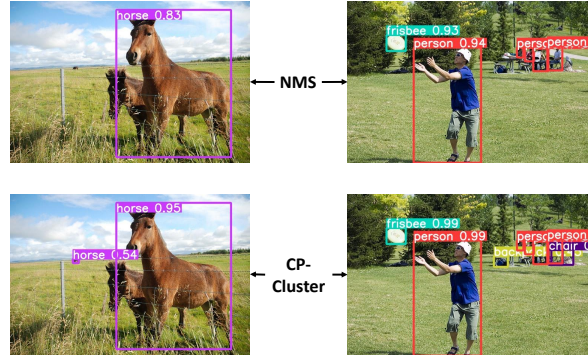 horse 0.83
NMS
frisbee 0.93
person 0.94
person
horse 0.95
horse 0.54
CP-
Cluster
frisbee 0.99
person 0.99
person
chair